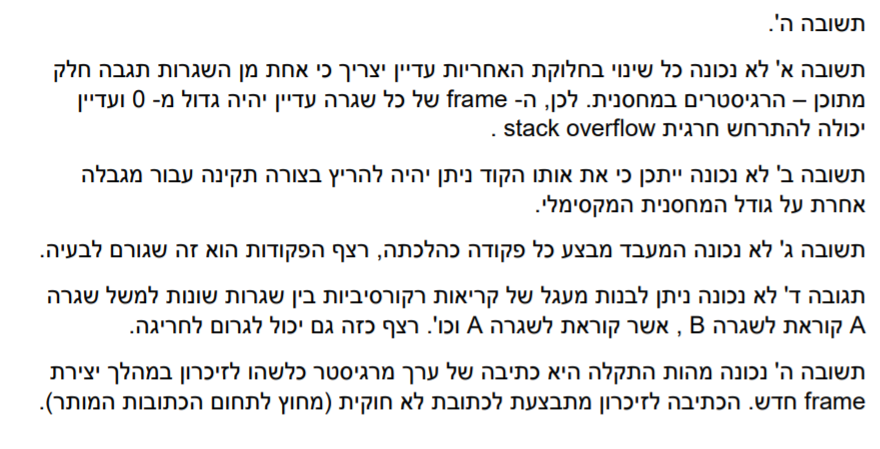 תשובה ה'.
תשובה א' לא נכונה כל שינוי בחלוקת האחריות עדיין יצריך כי אחת מן השגרות תגבה חלק
מתוכן – הרגיסטרים במחסנית. לכן, ה- frame של כל שגרה עדיין יהיה גדול מ- 0 ועדיין
יכולה להתרחש חרגית stack overflow .
תשובה ב' לא נכונה ייתכן כי את אותו הקוד ניתן יהיה להריץ בצורה תקינה עבור מגבלה
אחרת על גודל המחסנית המקסימלי.
תשובה ג' לא נכונה המעבד מבצע כל פקודה כהלכתה, רצף הפקודות הוא זה שגורם לבעיה.
תגובה ד' לא נכונה ניתן לבנות מעגל של קריאות רקורסיביות בין שגרות שונות למשל שגרה
A קוראת לשגרה B , אשר קוראת לשגרה A וכו'. רצף כזה גם יכול לגרום לחריגה.
תשובה ה' נכונה מהות התקלה היא כתיבה של ערך מרגיסטר כלשהו לזיכרון במהלך יצירת
frame חדש. הכתיבה לזיכרון מתבצעת לכתובת לא חוקית (מחוץ לתחום הכתובות המותר).